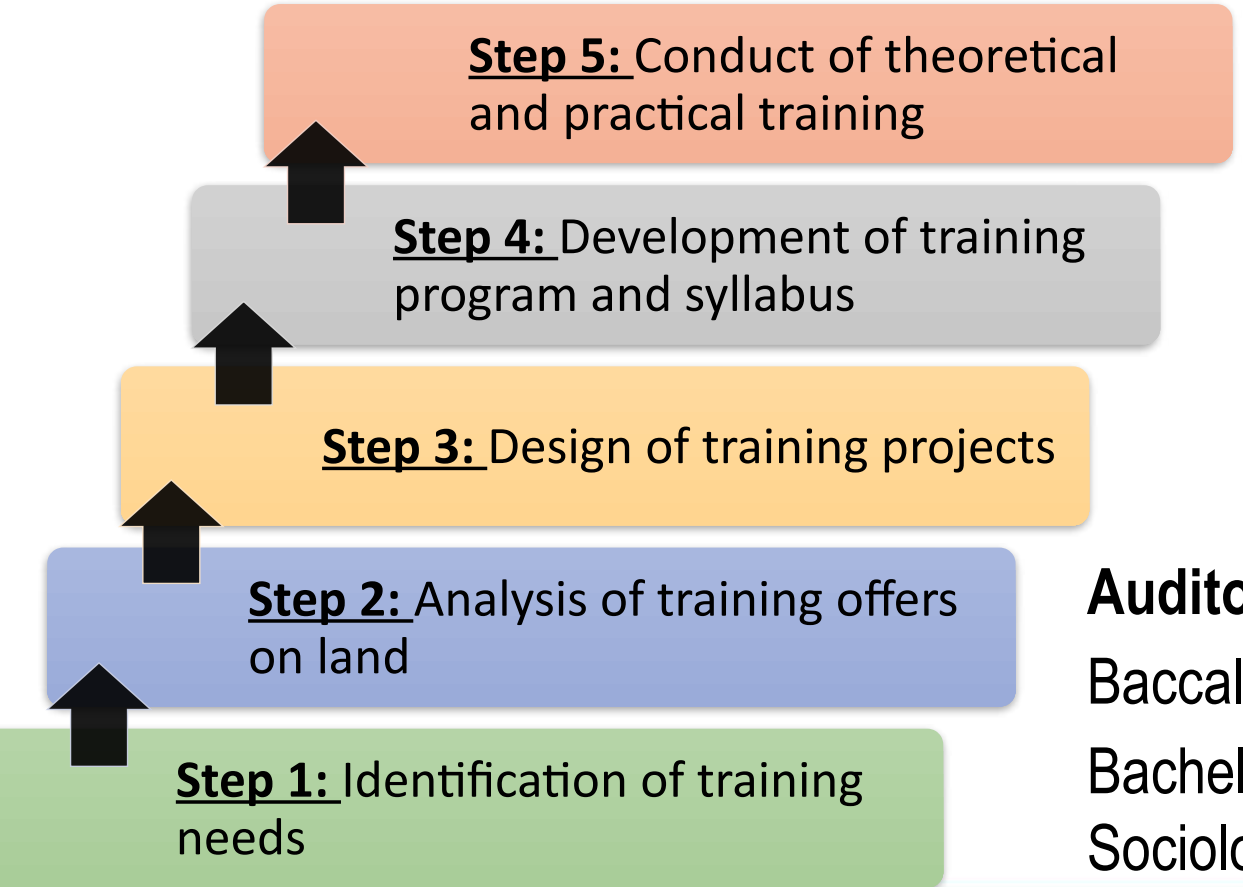 Step 5: Conduct of theoretical
and practical training
Step 4: Development of training
program and syllabus
Step 3: Design of training projects
Step 2: Analysis of training offers
on land
Step 1: Identification of training
needs